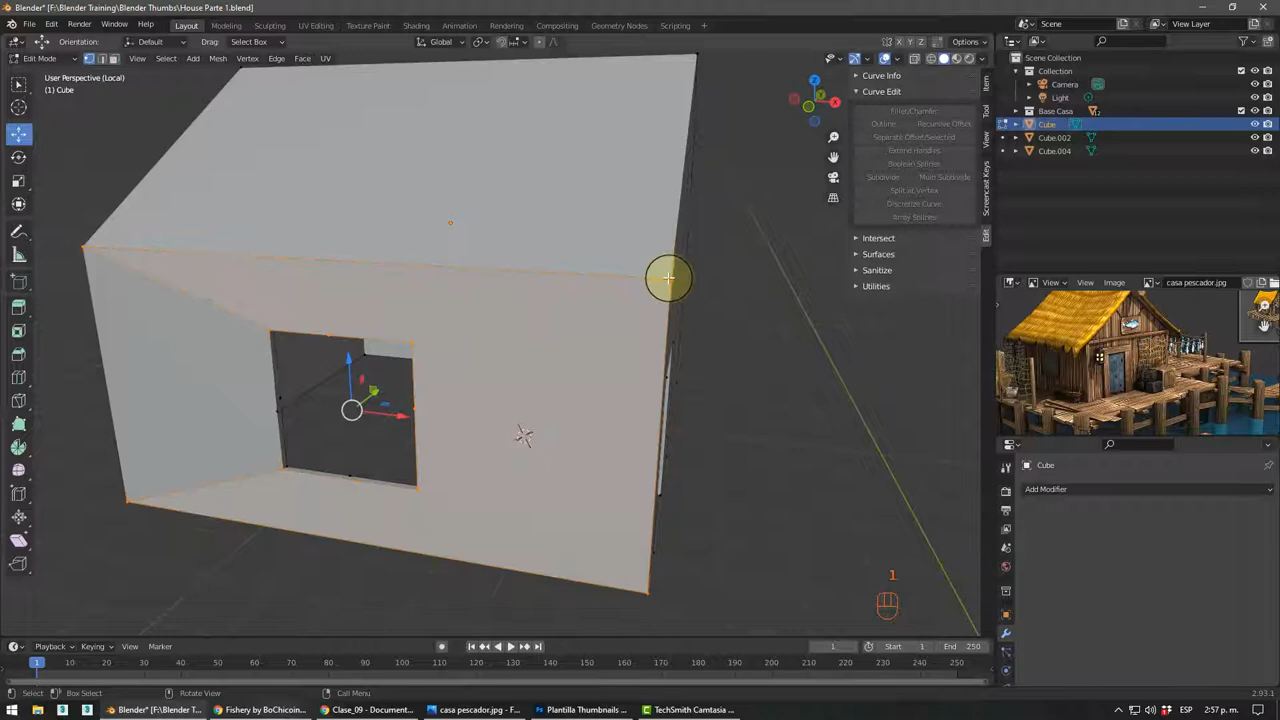 Blender* [F:\Blender Training\Blender Thumbs\House Parte 1.blend]
File Edit Render Window Help Layout Modeling Sculpting UV Editing Texture Paint Shading Animation Rendering Compositing Geometry Nodes Scripting + Scene View Layer
Orientation: Default Drag: Select Box Global X Y Z Options
Edit Mode View Select Add Mesh Vertex Edge Face UV
User Perspective (Local)
(1) Cube
Curve Info
Curve Edit
Fillet/Chamfer
Outline Recursive Offset
Separate Offset/Selected
Extend Handles
Boolean Splines
Subdivide Multi Subdivide
Split at Vertex
Discretize Curve
Array Splines
Intersect
Surfaces
Sanitize
Utilities
Item
Tool
View
Screencast Keys
Edit
Scene Collection
Collection
Camera
Light
Base Casa 12
Cube
Cube.002
Cube.004
View View Image casa pescador.jpg
Cube
Add Modifier
1
Playback Keying View Marker 1 Start 1 End 250
1 10 20 30 40 50 60 70 80 90 100 110 120 130 140 150 160 170 180 190 200 210 220 230 240 250
Select Box Select Rotate View Call Menu 2.93.1
Blender* [F:\Blender T... Fishery by BoChicoin... Clase_09 - Document... casa pescador.jpg - F... Plantilla Thumbnails ... TechSmith Camtasia ... ESP 2:57 p. m.